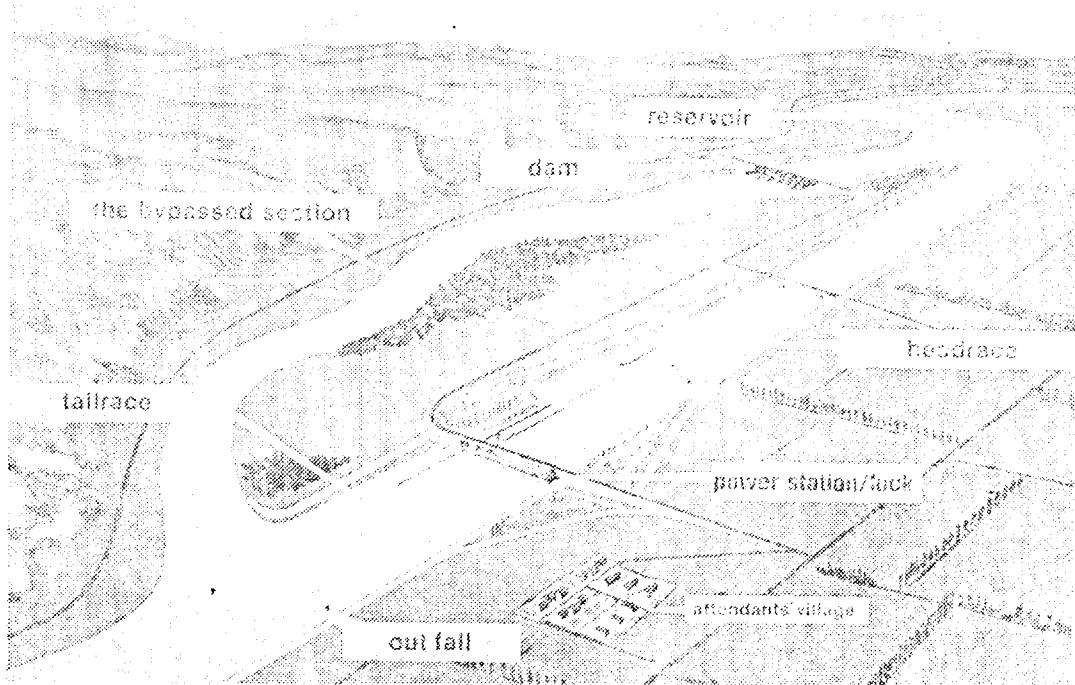 reservoir
dam
the bypassed section
headrace
tailrace
power station/lock
attendants' village
out fall